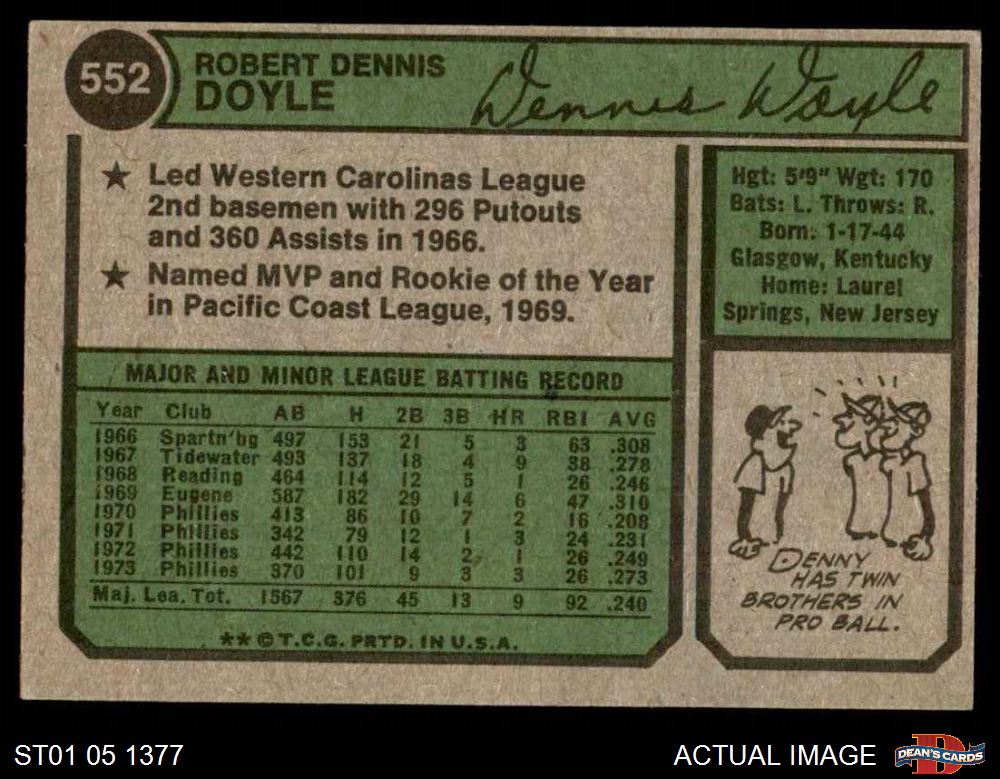 552
ROBERT DENNIS
DOYLE
Dennis Doyle
★ Led Western Carolinas League
2nd basemen with 296 Putouts
and 360 Assists in 1966.
★ Named MVP and Rookie of the Year
in Pacific Coast League, 1969.
Hgt: 5'9" Wgt: 170
Bats: L. Throws: R.
Born: 1-17-44
Glasgow, Kentucky
Home: Laurel
Springs, New Jersey
MAJOR AND MINOR LEAGUE BATTING RECORD
Year Club AB H 2B 3B HR RBI AVG
1966 Spartn'bg 497 153 21 5 3 63 .308
1967 Tidewater 493 137 18 4 9 38 .278
1968 Reading 464 114 12 5 1 26 .246
1969 Eugene 587 182 29 14 6 47 .310
1970 Phillies 413 86 10 7 2 16 .208
1971 Phillies 342 79 12 1 3 24 .231
1972 Phillies 442 110 14 2 1 26 .249
1973 Phillies 370 101 9 3 3 26 .273
Maj. Lea. Tot. 1567 376 45 13 9 92 .240
** © T.C.G. PRTD. IN U.S.A.
DENNY
HAS TWIN
BROTHERS IN
PRO BALL.
ST01 05 1377
ACTUAL IMAGE
DEAN'S CARDS